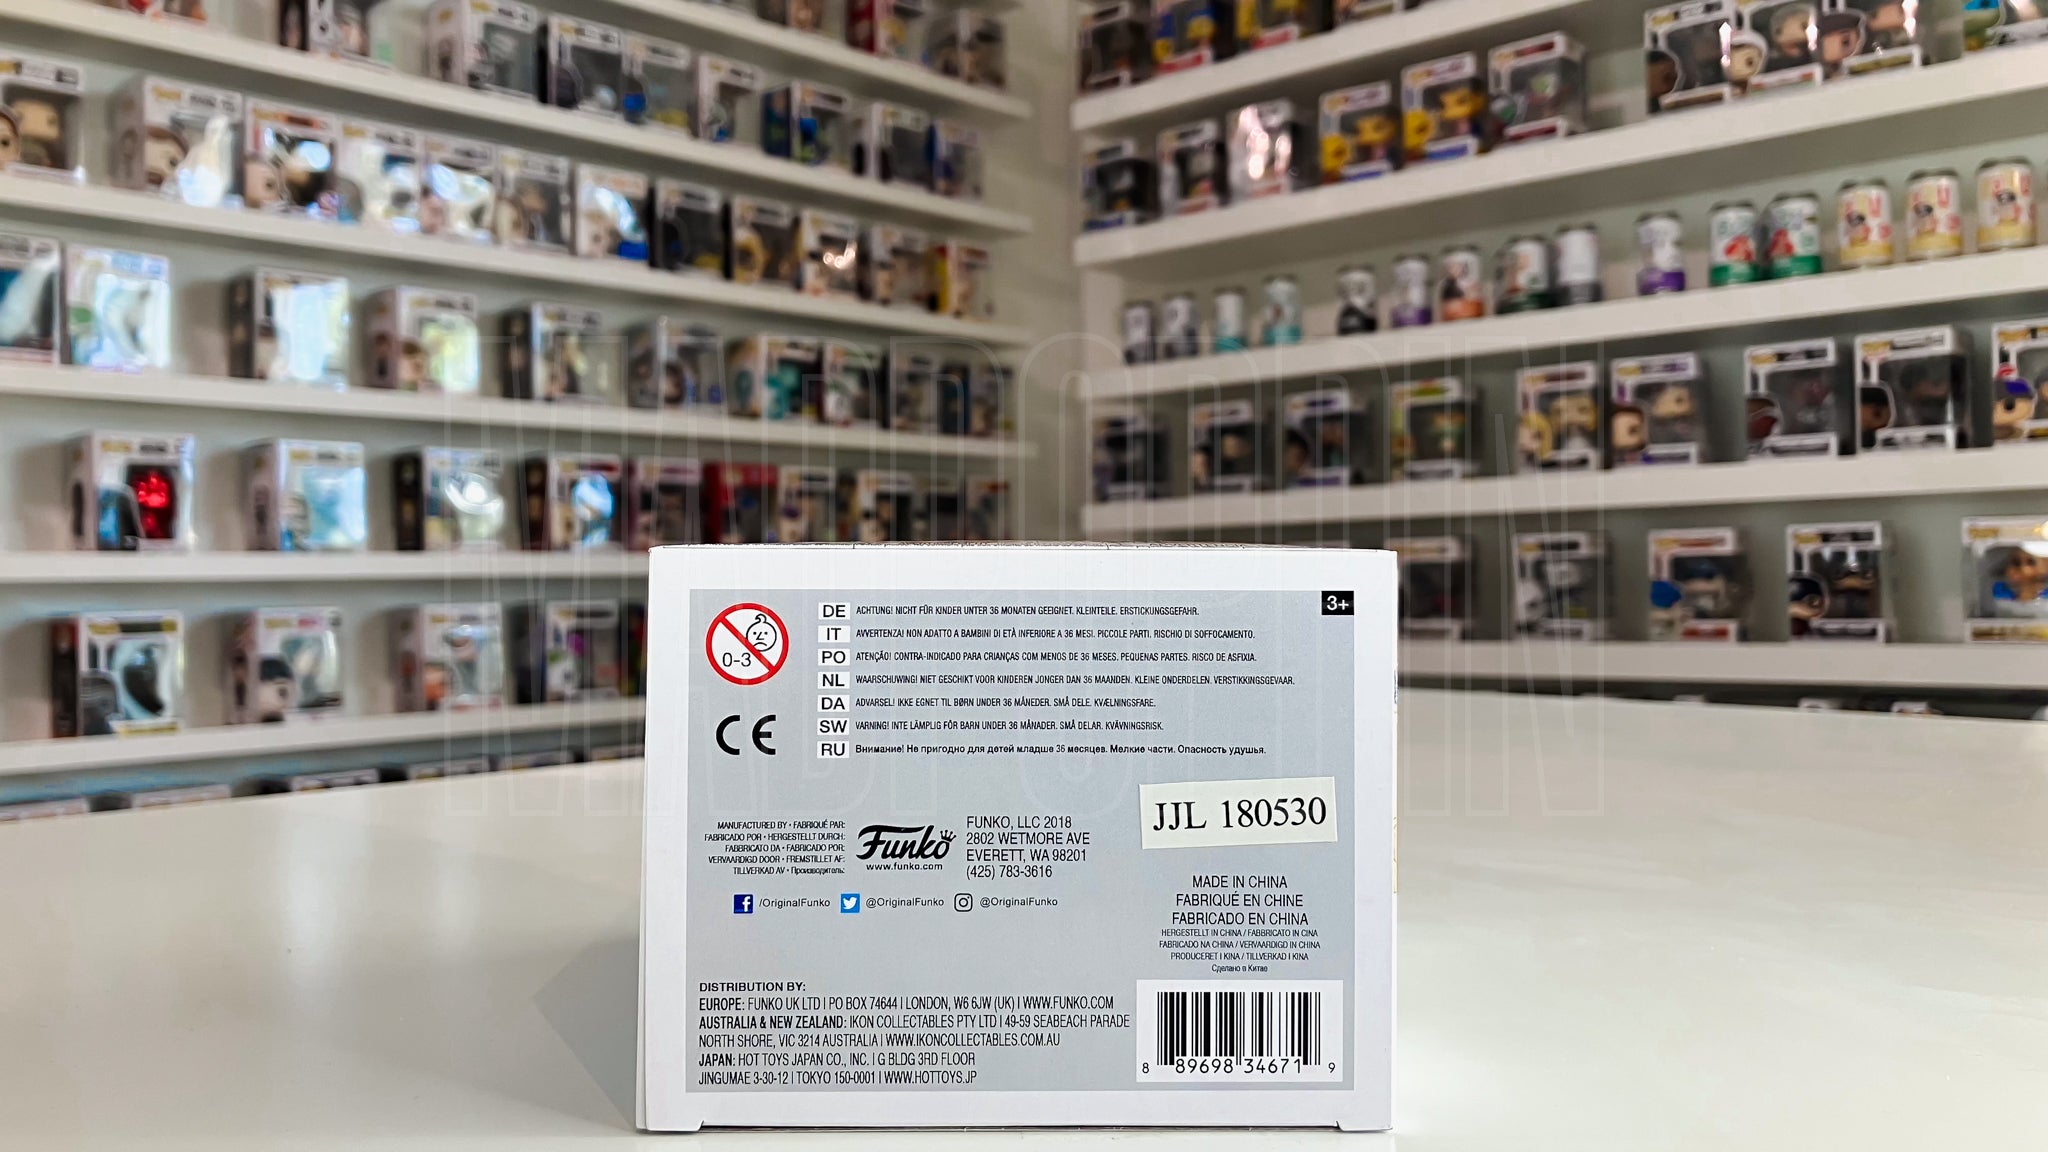 3+
0-3
DE ACHTUNG! NICHT FÜR KINDER UNTER 36 MONATEN GEEIGNET. KLEINTEILE. ERSTICKUNGSGEFAHR.
IT AVVERTENZA! NON ADATTO A BAMBINI DI ETÀ INFERIORE A 36 MESI. PICCOLE PARTI. RISCHIO DI SOFFOCAMENTO.
PO ATENÇÃO! CONTRA-INDICADO PARA CRIANÇAS COM MENOS DE 36 MESES. PEQUENAS PARTES. RISCO DE ASFIXIA.
NL WAARSCHUWING! NIET GESCHIKT VOOR KINDEREN JONGER DAN 36 MAANDEN. KLEINE ONDERDELEN. VERSTIKKINGSGEVAAR.
DA ADVARSEL! IKKE EGNET TIL BØRN UNDER 36 MÅNEDER. SMÅ DELE. KVÆLNINGSFARE.
SW VARNING! INTE LÄMPLIG FÖR BARN UNDER 36 MÅNADER. SMÅ DELAR. KVÄVNINGSRISK.
RU Внимание! Не пригодно для детей младше 36 месяцев. Мелкие части. Опасность удушья.
CE
MANUFACTURED BY • FABRIQUÉ PAR:
FABRICADO POR • HERGESTELLT DURCH:
FABBRICATO DA • FABRICADO POR:
VERVAARDIGD DOOR • FREMSTILLET AF:
TILLVERKAD AV • Производитель:
Funko
www.funko.com
FUNKO, LLC 2018
2802 WETMORE AVE
EVERETT, WA 98201
(425) 783-3616
/OriginalFunko @OriginalFunko @OriginalFunko
JJL 180530
MADE IN CHINA
FABRIQUÉ EN CHINE
FABRICADO EN CHINA
HERGESTELLT IN CHINA / FABBRICATO IN CINA
FABRICADO NA CHINA / VERVAARDIGD IN CHINA
PRODUCERET I KINA / TILLVERKAD I KINA
Сделано в Китае
DISTRIBUTION BY:
EUROPE: FUNKO UK LTD | PO BOX 74644 | LONDON, W6 6JW (UK) | WWW.FUNKO.COM
AUSTRALIA & NEW ZEALAND: IKON COLLECTABLES PTY LTD | 49-59 SEABEACH PARADE
NORTH SHORE, VIC 3214 AUSTRALIA | WWW.IKONCOLLECTABLES.COM.AU
JAPAN: HOT TOYS JAPAN CO., INC. | G BLDG 3RD FLOOR
JINGUMAE 3-30-12 | TOKYO 150-0001 | WWW.HOTTOYS.JP
8 89698 34671 9
MADPOPPIN